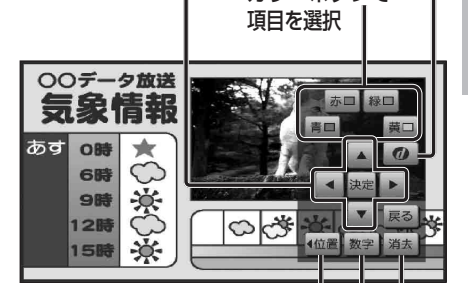 項目を選択
〇〇データ放送
気象情報
あす
0時
6時
9時
12時
15時
赤
緑
青
黄
d
決定
戻る
位置
数字
消去